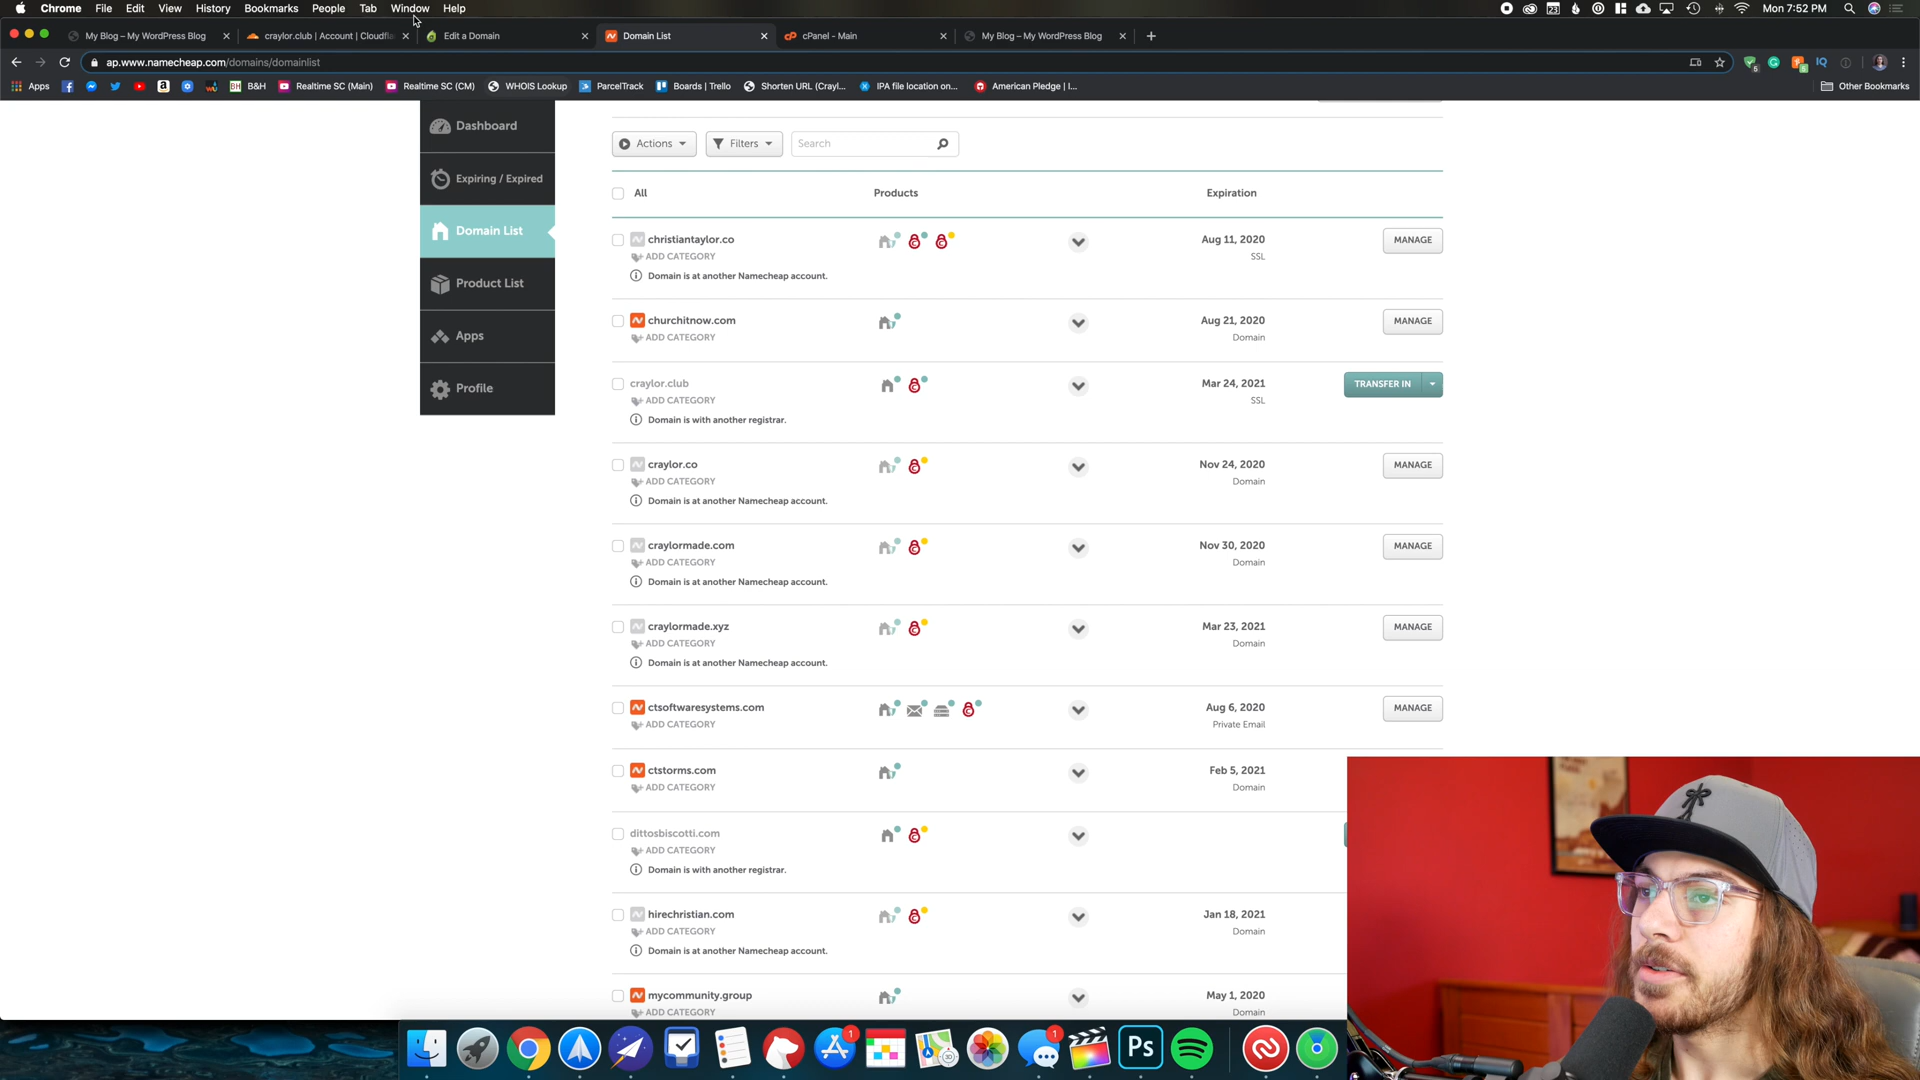 Chrome File Edit View History Bookmarks People Tab Window Help Mon 7:52 PM
My Blog – My WordPress Blog craylor.club | Account | Cloudfla Edit a Domain Domain List cPanel - Main My Blog – My WordPress Blog
ap.www.namecheap.com/domains/domainlist
Apps B&H Realtime SC (Main) Realtime SC (CM) WHOIS Lookup ParcelTrack Boards | Trello Shorten URL (Crayl... IPA file location on... American Pledge | I... Other Bookmarks
Dashboard
Expiring / Expired
Domain List
Product List
Apps
Profile
Actions Filters Search
All Products Expiration
christiantaylor.co Aug 11, 2020 MANAGE
ADD CATEGORY SSL
Domain is at another Namecheap account.
churchitnow.com Aug 21, 2020 MANAGE
ADD CATEGORY Domain
craylor.club Mar 24, 2021 TRANSFER IN
ADD CATEGORY SSL
Domain is with another registrar.
craylor.co Nov 24, 2020 MANAGE
ADD CATEGORY Domain
Domain is at another Namecheap account.
craylormade.com Nov 30, 2020 MANAGE
ADD CATEGORY Domain
Domain is at another Namecheap account.
craylormade.xyz Mar 23, 2021 MANAGE
ADD CATEGORY Domain
Domain is at another Namecheap account.
ctsoftwaresystems.com Aug 6, 2020 MANAGE
ADD CATEGORY Private Email
ctstorms.com Feb 5, 2021
ADD CATEGORY Domain
dittosbiscotti.com
ADD CATEGORY
Domain is with another registrar.
hirechristian.com Jan 18, 2021
ADD CATEGORY Domain
Domain is at another Namecheap account.
mycommunity.group May 1, 2020
ADD CATEGORY Domain
1 1 Ps